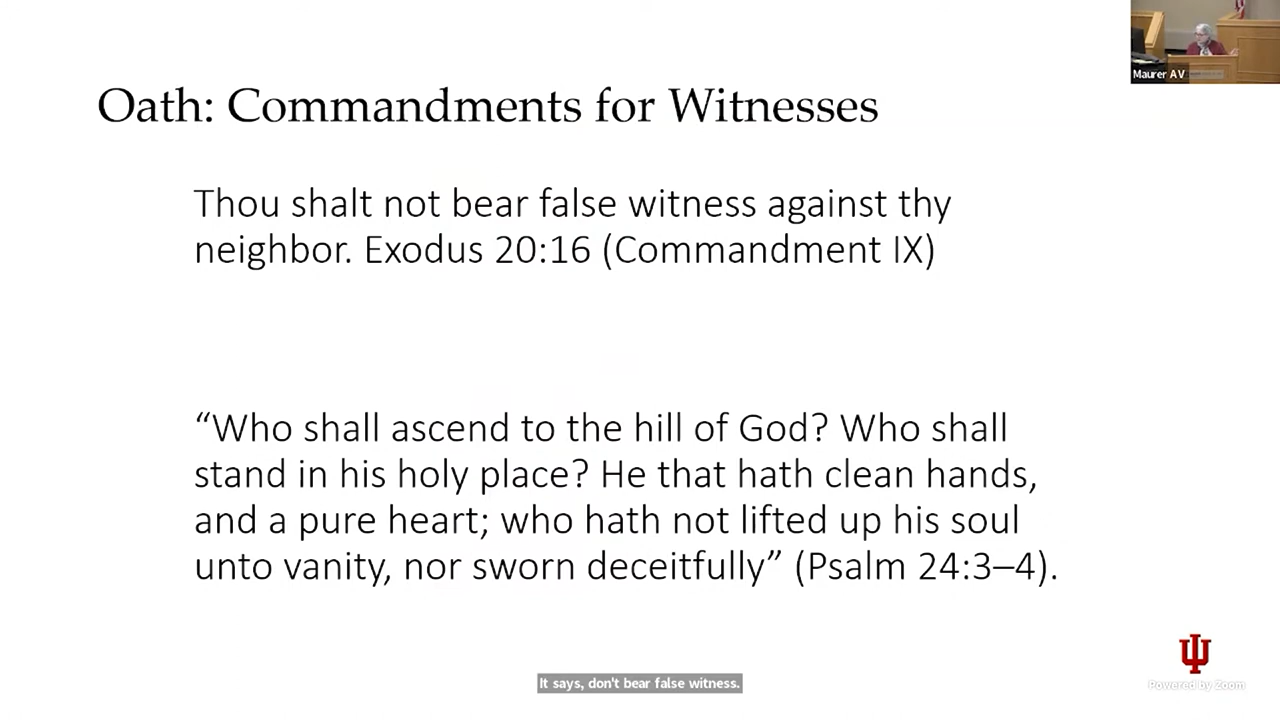 Maurer AV
Oath: Commandments for Witnesses
Thou shalt not bear false witness against thy
neighbor. Exodus 20:16 (Commandment IX)
“Who shall ascend to the hill of God? Who shall
stand in his holy place? He that hath clean hands,
and a pure heart; who hath not lifted up his soul
unto vanity, nor sworn deceitfully” (Psalm 24:3–4).
Powered by Zoom
It says, don't bear false witness.